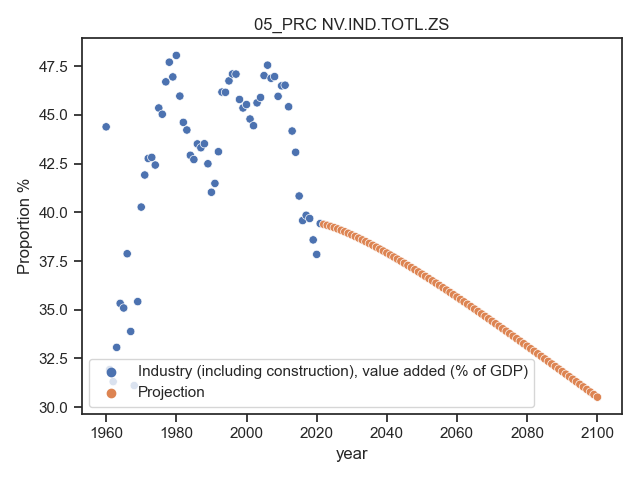 05_PRC NV.IND.TOTL.ZS
Proportion %
47.5
45.0
42.5
40.0
37.5
35.0
32.5
30.0
Industry (including construction), value added (% of GDP)
Projection
1960 1980 2000 2020 2040 2060 2080 2100
year